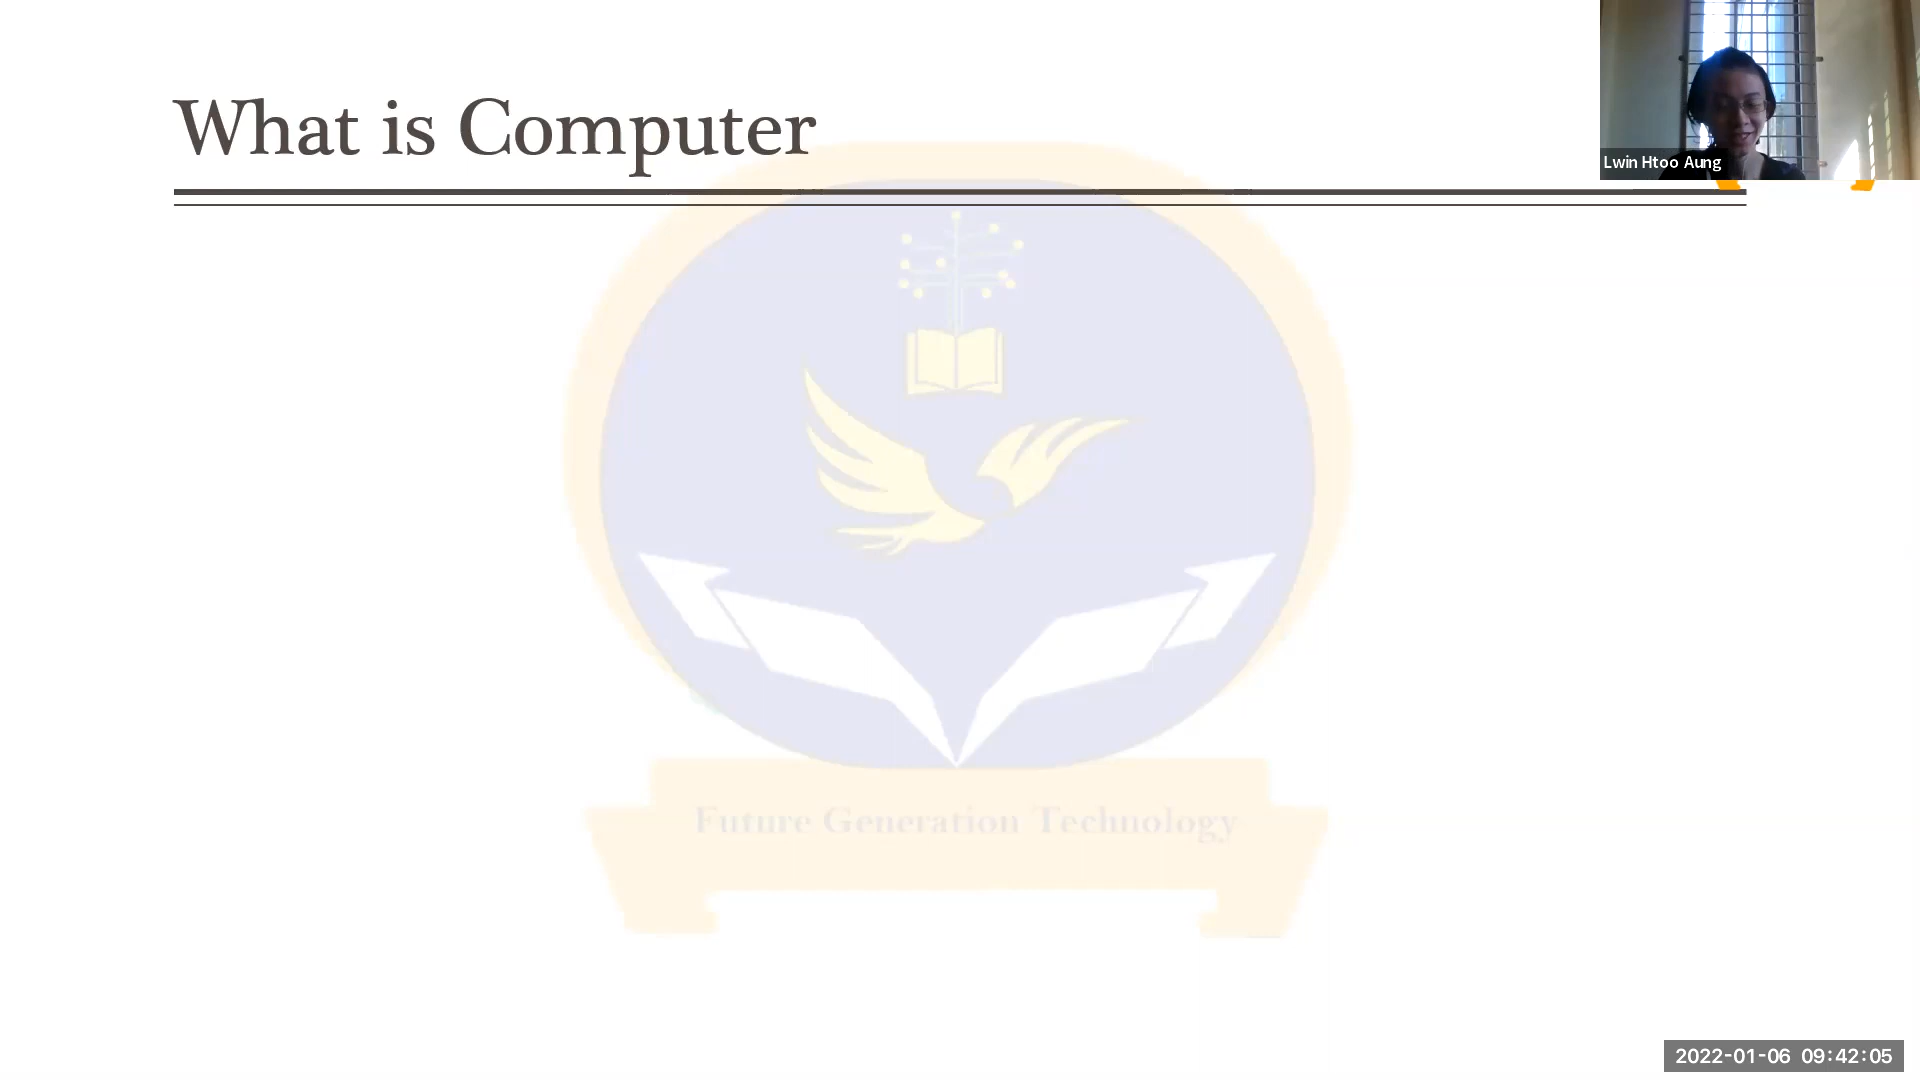 What is Computer
Lwin Htoo Aung
Future Generation Technology
2022-01-06 09:42:05